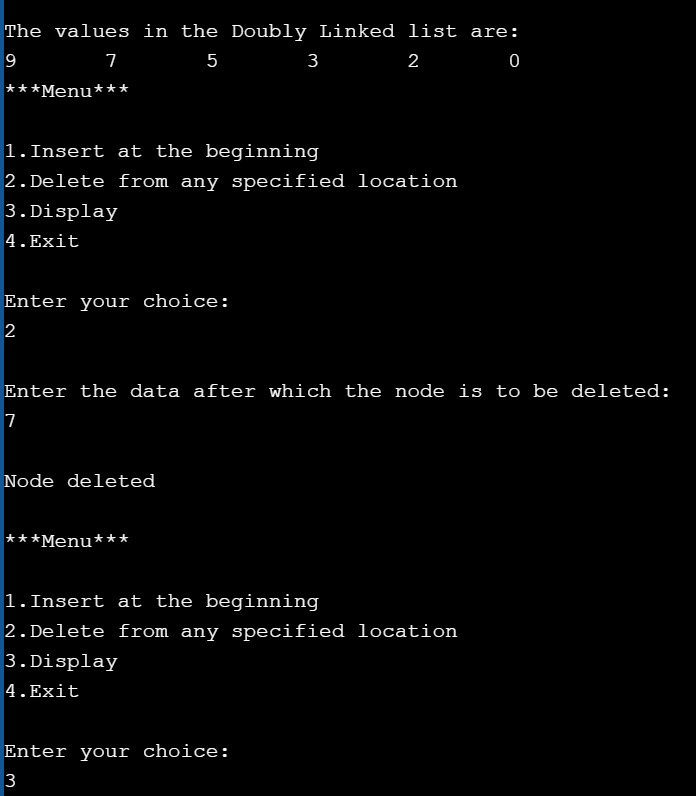 The values in the Doubly Linked list are:
9 7 5 3 2 0
***Menu***
1.Insert at the beginning
2.Delete from any specified location
3.Display
4.Exit
Enter your choice:
2
Enter the data after which the node is to be deleted:
7
Node deleted
***Menu***
1.Insert at the beginning
2.Delete from any specified location
3.Display
4.Exit
Enter your choice:
3